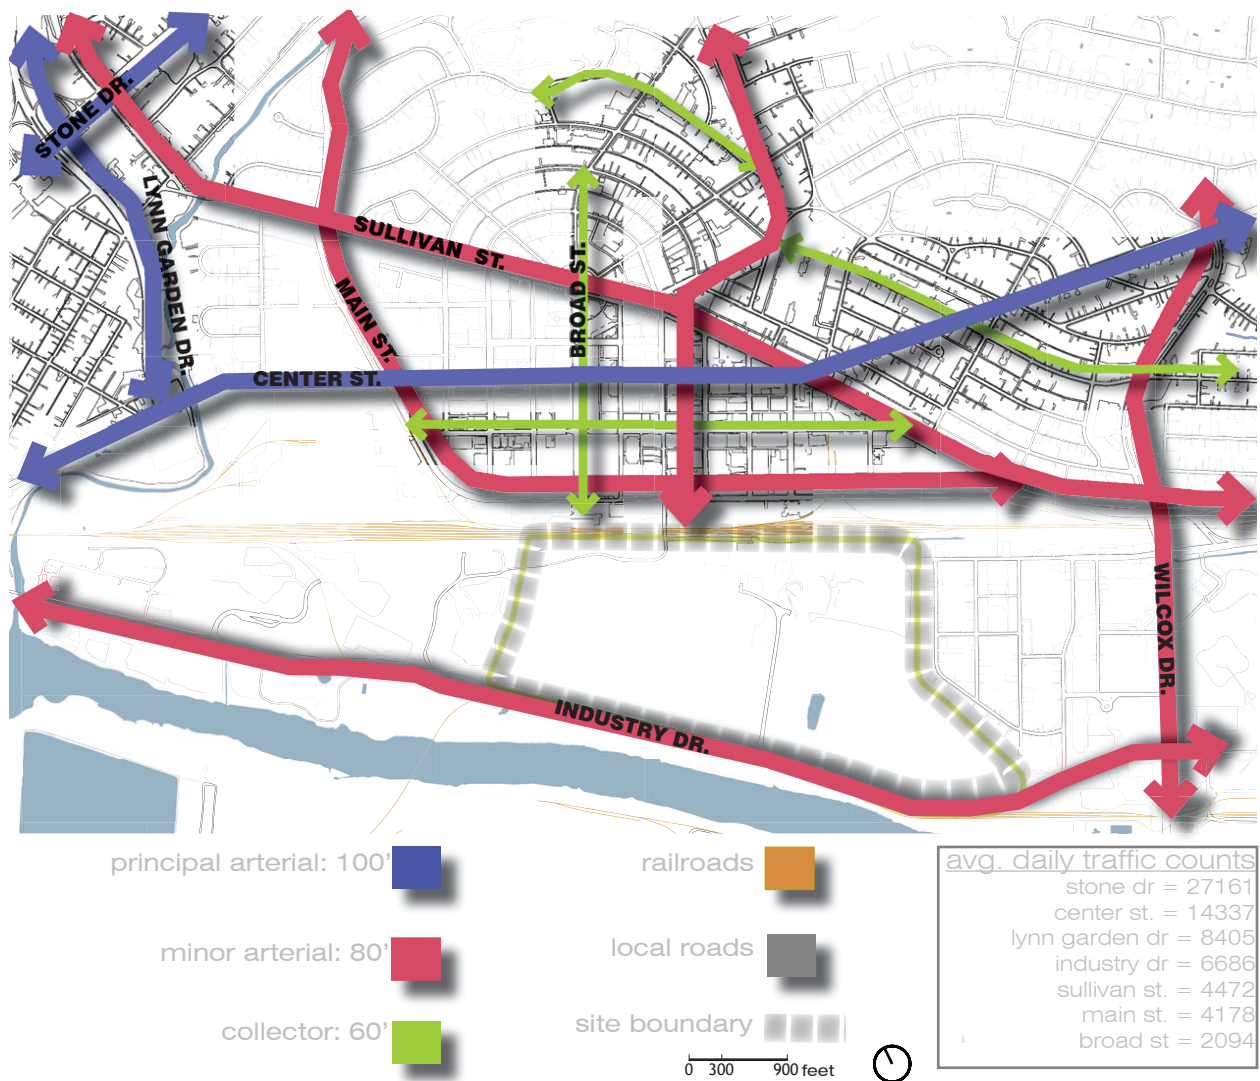 STONE DR.
LYNN GARDEN DR.
SULLIVAN ST.
MAIN ST.
BROAD ST.
CENTER ST.
WILCOX DR.
INDUSTRY DR.
principal arterial: 100'
minor arterial: 80'
collector: 60'
railroads
local roads
site boundary
0 300 900 feet
avg. daily traffic counts
stone dr = 27161
center st. = 14337
lynn garden dr = 8405
industry dr = 6686
sullivan st. = 4472
main st. = 4178
broad st = 2094